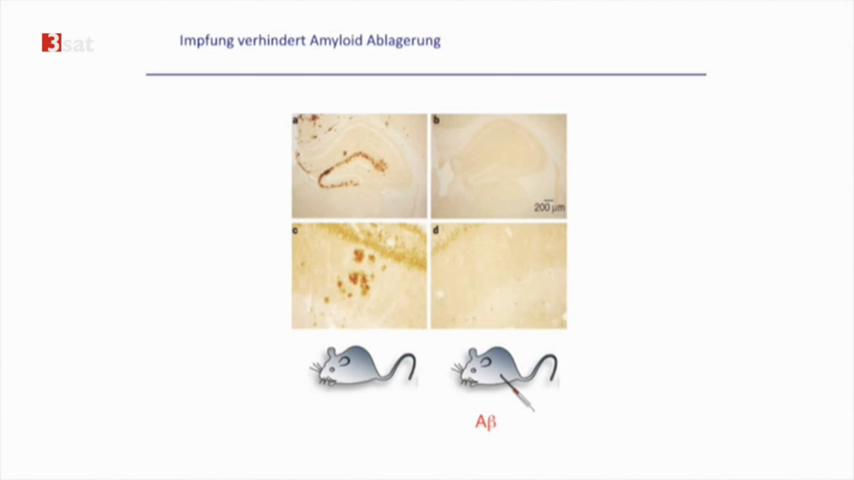 3sat
Impfung verhindert Amyloid Ablagerung
a
b
200 µm
c
d
Aβ